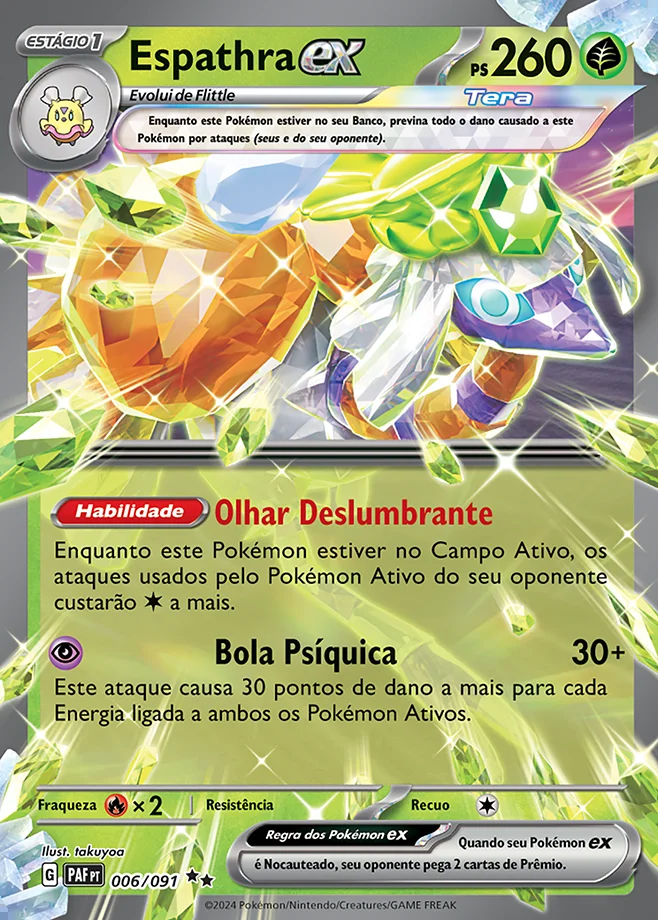 ESTÁGIO 1
Espathra ex
PS 260
Evolui de Flittle
Tera
Enquanto este Pokémon estiver no seu Banco, previna todo o dano causado a este
Pokémon por ataques (seus e do seu oponente).
Habilidade Olhar Deslumbrante
Enquanto este Pokémon estiver no Campo Ativo, os
ataques usados pelo Pokémon Ativo do seu oponente
custarão ✶ a mais.
Bola Psíquica 30+
Este ataque causa 30 pontos de dano a mais para cada
Energia ligada a ambos os Pokémon Ativos.
Fraqueza ×2 Resistência Recuo
Regra dos Pokémon ex Quando seu Pokémon ex
é Nocauteado, seu oponente pega 2 cartas de Prêmio.
Ilust. takuyoa
G PAF PT 006/091 ★★
©2024 Pokémon/Nintendo/Creatures/GAME FREAK